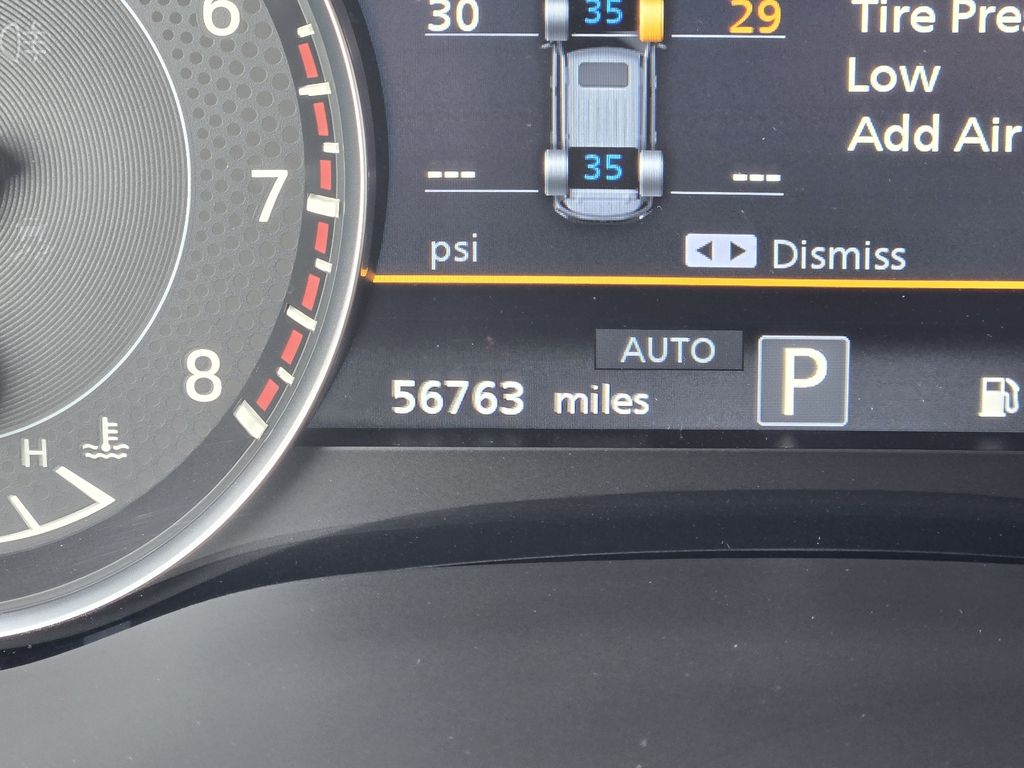 6
30 35 29
Tire Pre
Low
Add Air
7
--- 35 ---
psi
Dismiss
8
AUTO
P
56763 miles
H